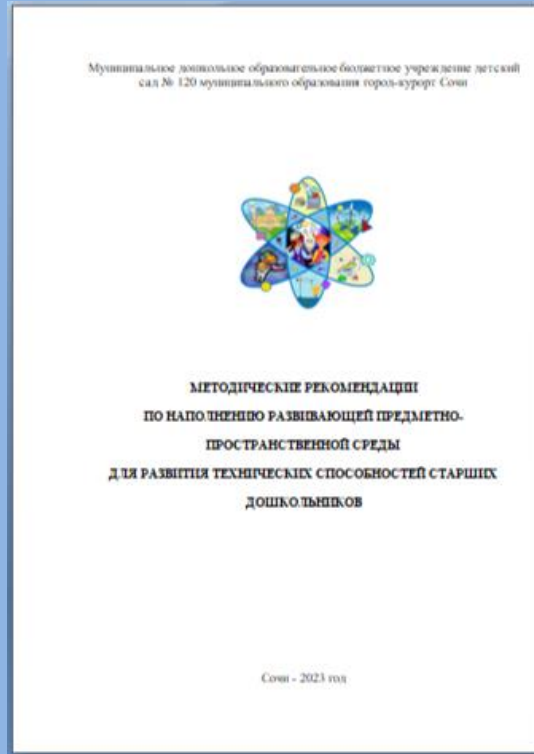 Муниципальное дошкольное образовательное бюджетное учреждение детский
сад № 120 муниципального образования город-курорт Сочи
МЕТОДИЧЕСКИЕ РЕКОМЕНДАЦИИ
ПО НАПОЛНЕНИЮ РАЗВИВАЮЩЕЙ ПРЕДМЕТНО-
ПРОСТРАНСТВЕННОЙ СРЕДЫ
ДЛЯ РАЗВИТИЯ ТЕХНИЧЕСКИХ СПОСОБНОСТЕЙ СТАРШИХ
ДОШКОЛЬНИКОВ
Сочи - 2023 год